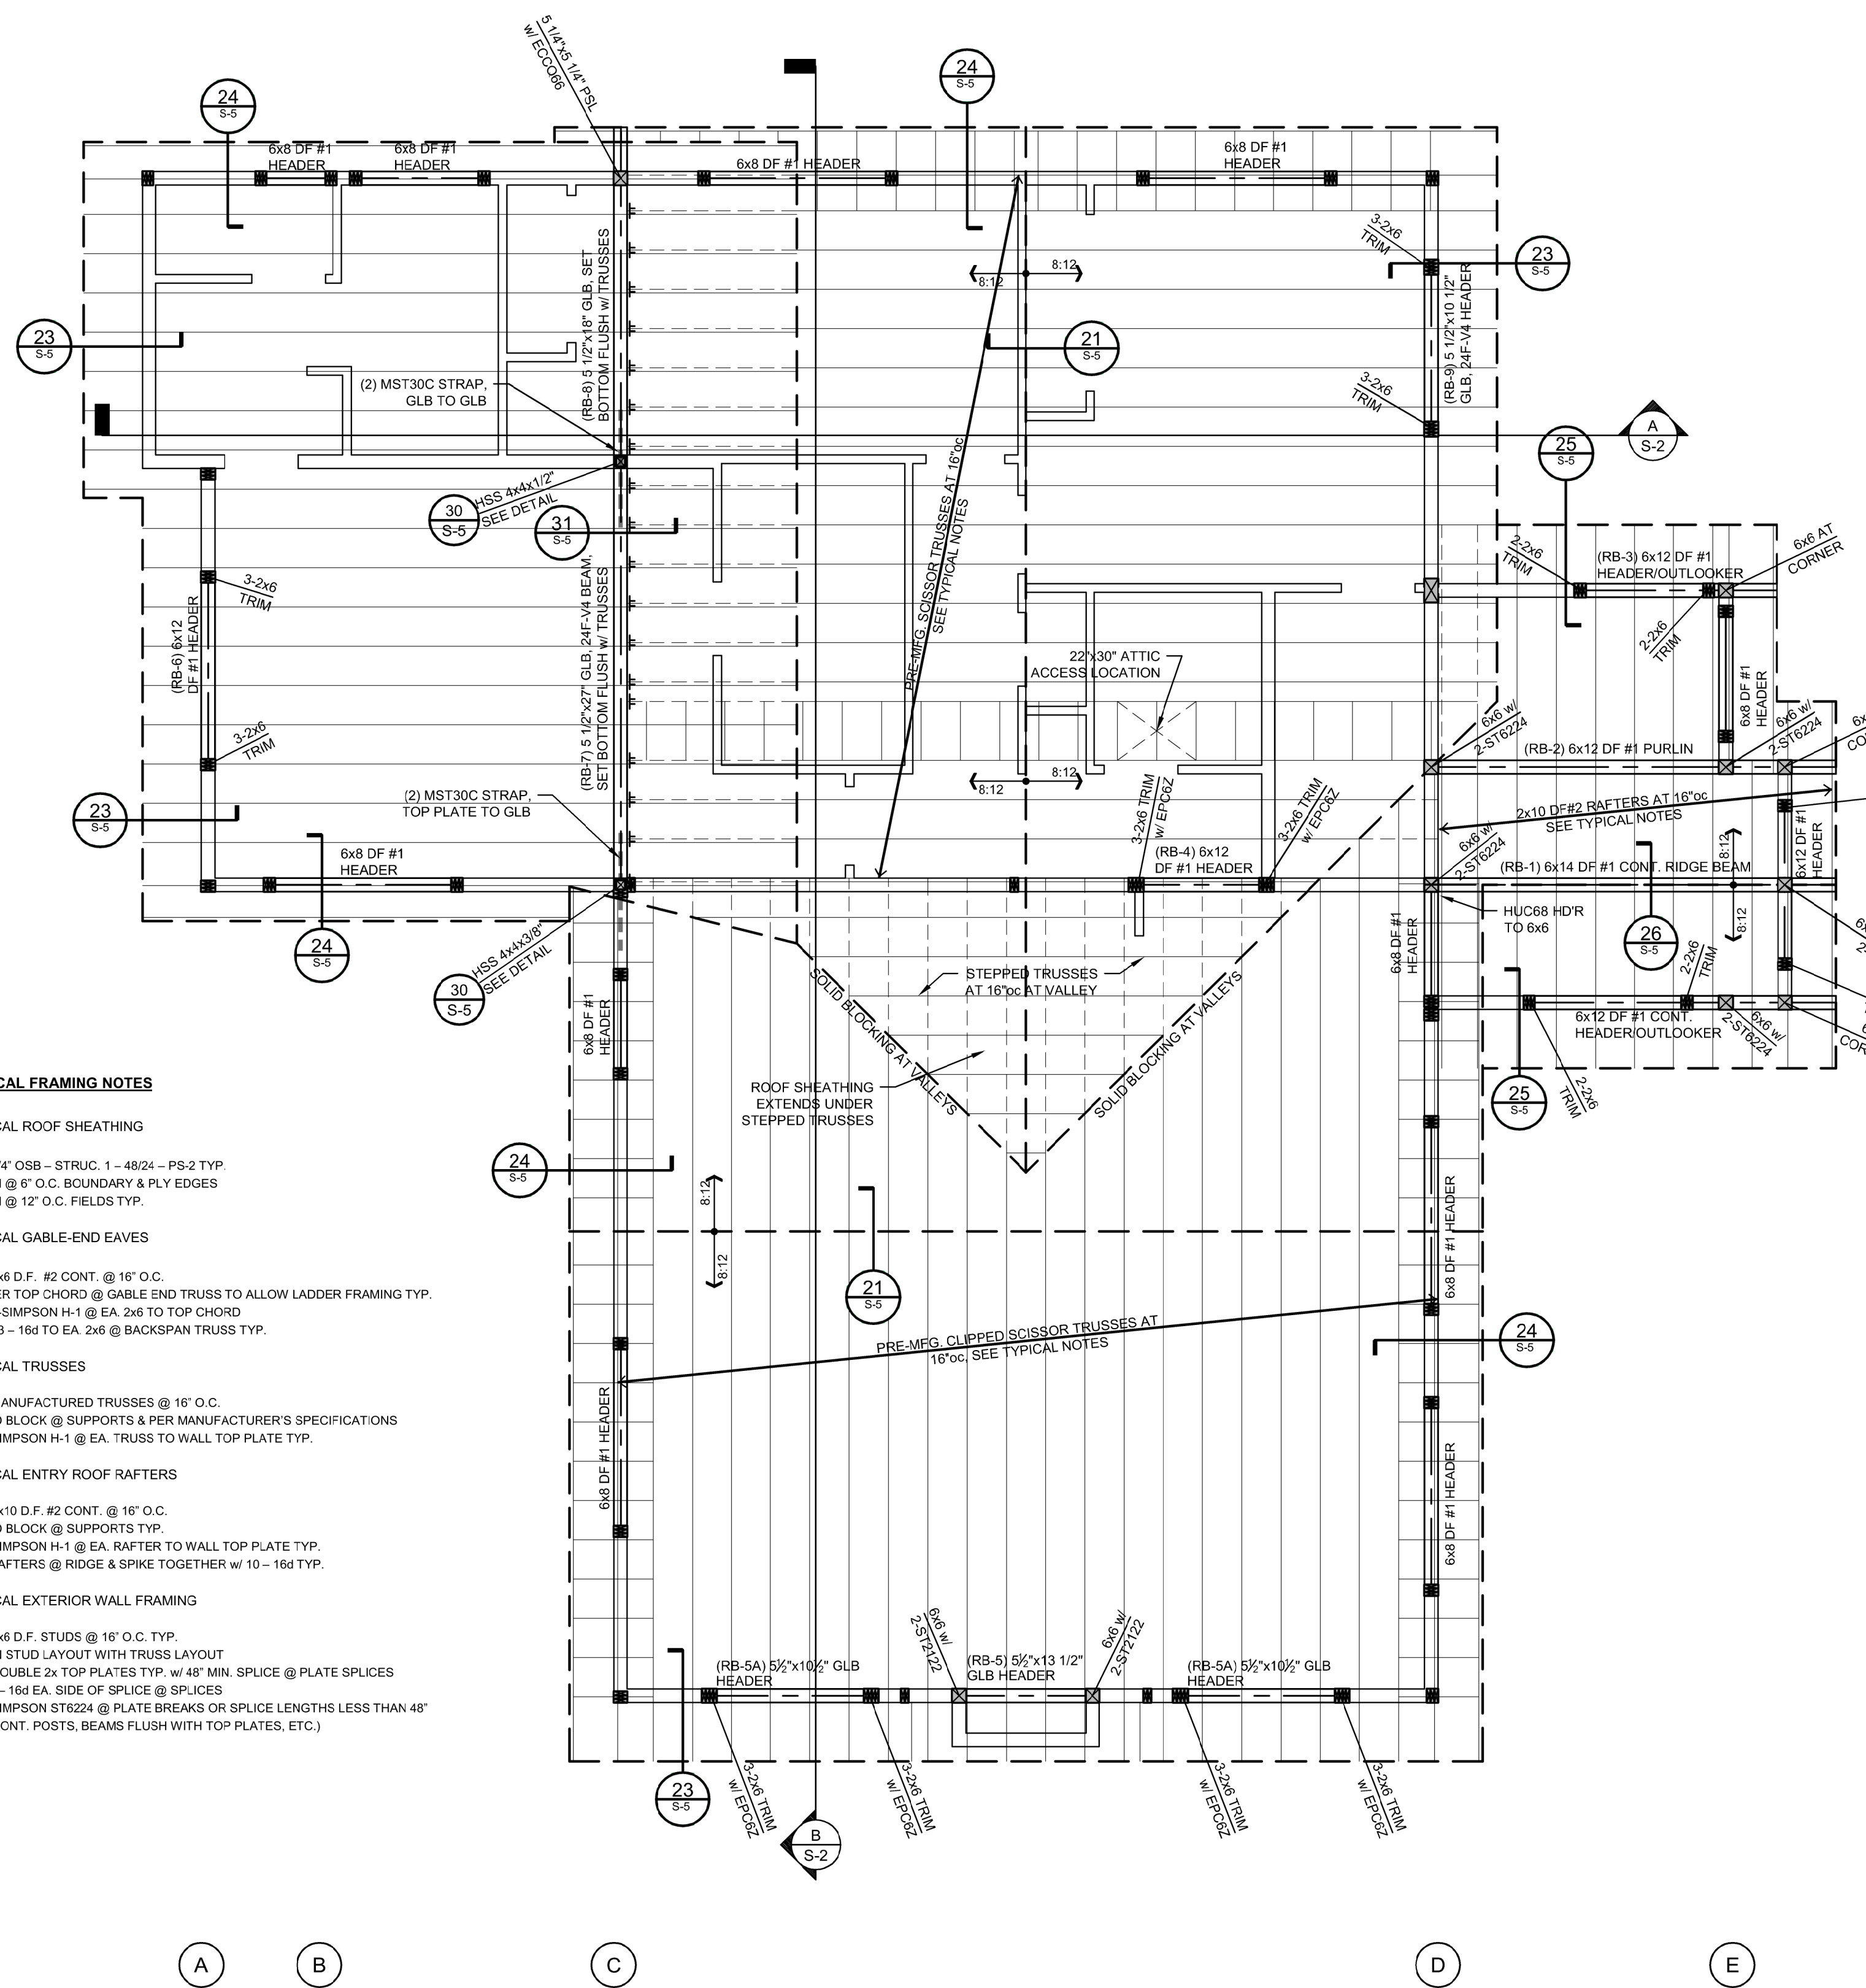 5 1/4"x5 1/4" PSL
w/ ECCQ66
24
S-5
24
S-5
6x8 DF #1
HEADER
6x8 DF #1
HEADER
6x8 DF #1 HEADER
6x8 DF #1
HEADER
3-2x6
TRIM
23
S-5
8:12
8:12
(RB-8) 5 1/2"x18" GLB, SET
BOTTOM FLUSH w/ TRUSSES
(RB-9) 5 1/2"x10 1/2"
GLB, 24F-V4 HEADER
23
S-5
21
S-5
(2) MST30C STRAP,
GLB TO GLB
3-2x6
TRIM
A
S-2
25
S-5
PRE-MFG. SCISSOR TRUSSES AT 16"oc
SEE TYPICAL NOTES
HSS 4x4x1/2"
SEE DETAIL
30
S-5
31
S-5
2-2x6
TRIM
(RB-3) 6x12 DF #1
HEADER/OUTLOOKER
6x6 AT
CORNER
3-2x6
TRIM
(RB-6) 6x12
DF #1 HEADER
(RB-7) 5 1/2"x27" GLB, 24F-V4 BEAM,
SET BOTTOM FLUSH w/ TRUSSES
22"x30" ATTIC
ACCESS LOCATION
2-2x6
TRIM
6x8 DF #1
HEADER
3-2x6
TRIM
6x6 w/
2-ST6224
(RB-2) 6x12 DF #1 PURLIN
6x6 w/
2-ST6224
8:12
8:12
(2) MST30C STRAP,
TOP PLATE TO GLB
23
S-5
3-2x6 TRIM
w/ EPC6Z
3-2x6 TRIM
w/ EPC6Z
2x10 DF#2 RAFTERS AT 16"oc
SEE TYPICAL NOTES
6x8 DF #1
HEADER
(RB-4) 6x12
DF #1 HEADER
6x6 w/
2-ST6224
(RB-1) 6x14 DF #1 CONT. RIDGE BEAM
8:12
8:12
6x12 DF #1
HEADER
24
S-5
HSS 4x4x3/8"
SEE DETAIL
30
S-5
HUC68 HD'R
TO 6x6
6x8 DF #1
HEADER
26
S-5
2-2x6
TRIM
STEPPED TRUSSES
AT 16"oc AT VALLEY
SOLID BLOCKING AT VALLEYS
SOLID BLOCKING AT VALLEYS
6x8 DF #1
HEADER
6x12 DF #1 CONT.
HEADER/OUTLOOKER
6x6 w/
2-ST6224
ROOF SHEATHING
EXTENDS UNDER
STEPPED TRUSSES
25
S-5
2-2x6
TRIM
CAL FRAMING NOTES
CAL ROOF SHEATHING
/4" OSB – STRUC. 1 – 48/24 – PS-2 TYP.
@ 6" O.C. BOUNDARY & PLY EDGES
@ 12" O.C. FIELDS TYP.
CAL GABLE-END EAVES
x6 D.F. #2 CONT. @ 16" O.C.
ER TOP CHORD @ GABLE END TRUSS TO ALLOW LADDER FRAMING TYP.
-SIMPSON H-1 @ EA. 2x6 TO TOP CHORD
3 – 16d TO EA. 2x6 @ BACKSPAN TRUSS TYP.
CAL TRUSSES
ANUFACTURED TRUSSES @ 16" O.C.
BLOCK @ SUPPORTS & PER MANUFACTURER'S SPECIFICATIONS
IMPSON H-1 @ EA. TRUSS TO WALL TOP PLATE TYP.
CAL ENTRY ROOF RAFTERS
x10 D.F. #2 CONT. @ 16" O.C.
BLOCK @ SUPPORTS TYP.
IMPSON H-1 @ EA. RAFTER TO WALL TOP PLATE TYP.
AFTERS @ RIDGE & SPIKE TOGETHER w/ 10 – 16d TYP.
CAL EXTERIOR WALL FRAMING
x6 D.F. STUDS @ 16" O.C. TYP.
STUD LAYOUT WITH TRUSS LAYOUT
OUBLE 2x TOP PLATES TYP. w/ 48" MIN. SPLICE @ PLATE SPLICES
– 16d EA. SIDE OF SPLICE @ SPLICES
IMPSON ST6224 @ PLATE BREAKS OR SPLICE LENGTHS LESS THAN 48"
ONT. POSTS, BEAMS FLUSH WITH TOP PLATES, ETC.)
24
S-5
8:12
8:12
21
S-5
6x8 DF #1 HEADER
PRE-MFG. CLIPPED SCISSOR TRUSSES AT
16"oc, SEE TYPICAL NOTES
24
S-5
6x8 DF #1 HEADER
6x8 DF #1 HEADER
6x6 w/
2-ST2122
6x6 w/
2-ST2122
(RB-5A) 5½"x10½" GLB
HEADER
(RB-5) 5½"x13 1/2"
GLB HEADER
(RB-5A) 5½"x10½" GLB
HEADER
23
S-5
3-2x6 TRIM
w/ EPC6Z
3-2x6 TRIM
w/ EPC6Z
3-2x6 TRIM
w/ EPC6Z
3-2x6 TRIM
w/ EPC6Z
B
S-2
A
B
C
D
E